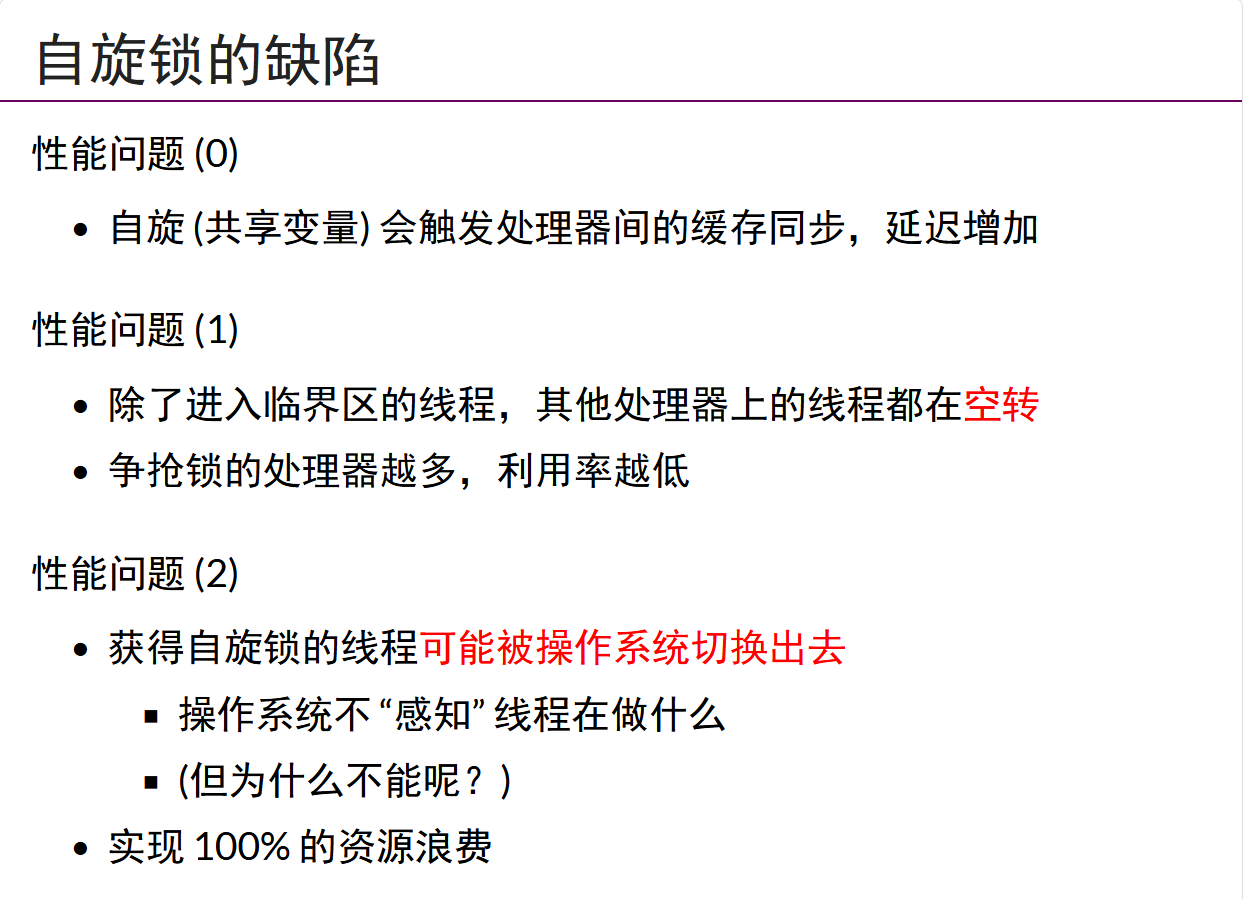 自旋锁的缺陷
性能问题 (0)
自旋 (共享变量) 会触发处理器间的缓存同步，延迟增加
性能问题 (1)
除了进入临界区的线程，其他处理器上的线程都在空转
争抢锁的处理器越多，利用率越低
性能问题 (2)
获得自旋锁的线程可能被操作系统切换出去
操作系统不 “感知” 线程在做什么
(但为什么不能呢？)
实现 100% 的资源浪费